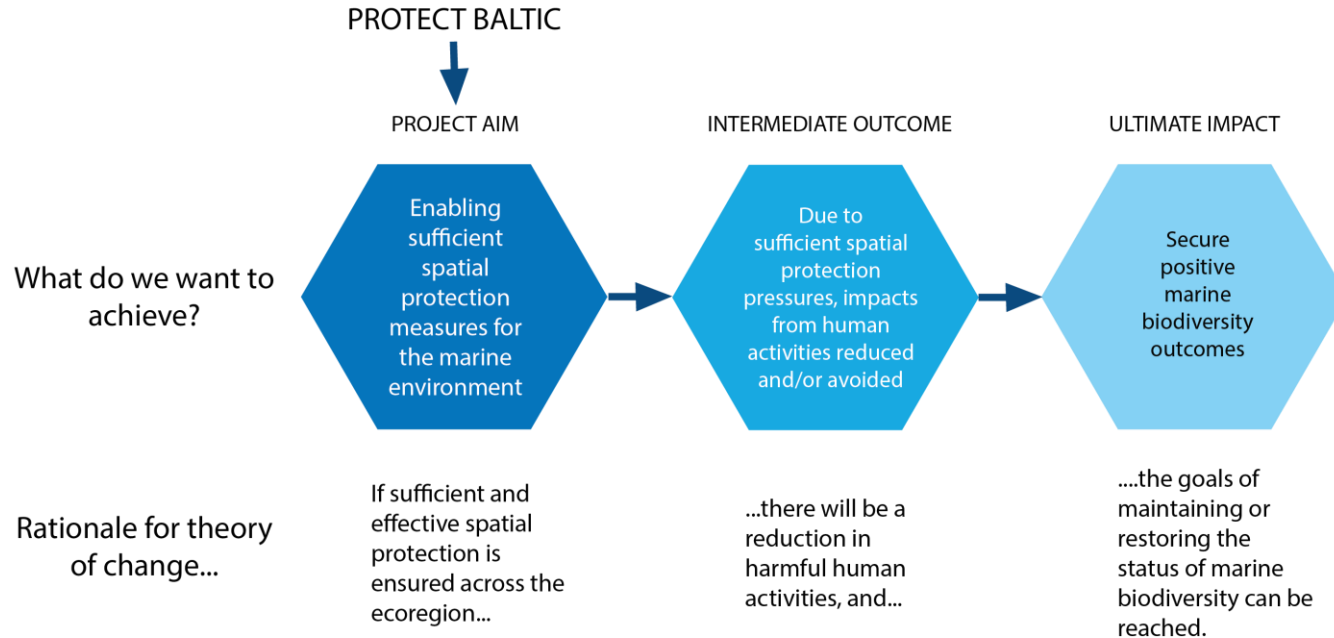 PROTECT BALTIC
PROJECT AIM
INTERMEDIATE OUTCOME
ULTIMATE IMPACT
What do we want to
achieve?
Enabling
sufficient
spatial
protection
measures for
the marine
environment
Due to
sufficient spatial
protection
pressures, impacts
from human
activities reduced
and/or avoided
Secure
positive
marine
biodiversity
outcomes
Rationale for theory
of change...
If sufficient and
effective spatial
protection is
ensured across the
ecoregion...
...there will be a
reduction in
harmful human
activities, and...
....the goals of
maintaining or
restoring the
status of marine
biodiversity can be
reached.